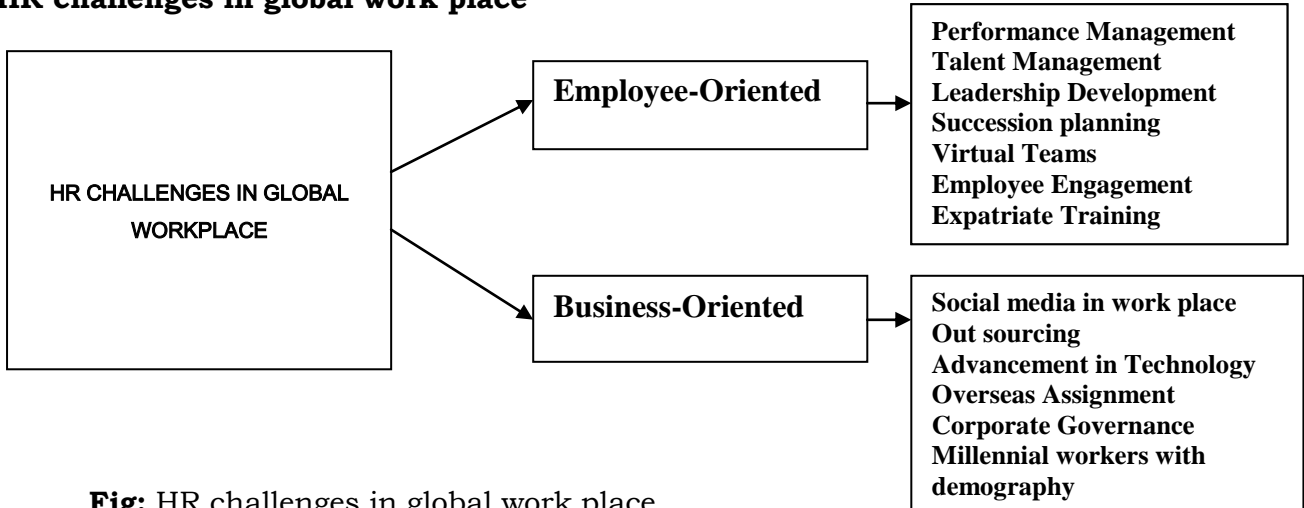 HR challenges in global work place
HR CHALLENGES IN GLOBAL
WORKPLACE
Employee-Oriented
Performance Management
Talent Management
Leadership Development
Succession planning
Virtual Teams
Employee Engagement
Expatriate Training
Business-Oriented
Social media in work place
Out sourcing
Advancement in Technology
Overseas Assignment
Corporate Governance
Millennial workers with
demography
Fig: HR challenges in global work place